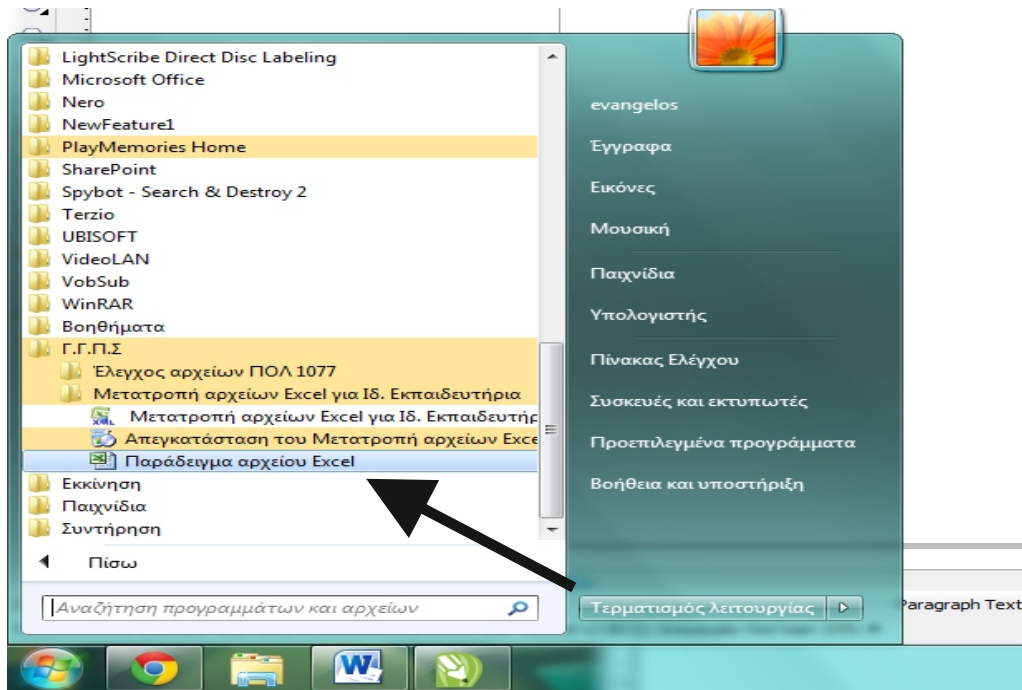 LightScribe Direct Disc Labeling
Microsoft Office
Nero
NewFeature1
PlayMemories Home
SharePoint
Spybot - Search & Destroy 2
Terzio
UBISOFT
VideoLAN
VobSub
WinRAR
Βοηθήματα
Γ.Γ.Π.Σ
Έλεγχος αρχείων ΠΟΛ 1077
Μετατροπή αρχείων Excel για Ιδ. Εκπαιδευτήρια
Μετατροπή αρχείων Excel για Ιδ. Εκπαιδευτήρ
Απεγκατάσταση του Μετατροπή αρχείων Exce
Παράδειγμα αρχείου Excel
Εκκίνηση
Παιχνίδια
Συντήρηση
Πίσω
Αναζήτηση προγραμμάτων και αρχείων
evangelos
Έγγραφα
Εικόνες
Μουσική
Παιχνίδια
Υπολογιστής
Πίνακας Ελέγχου
Συσκευές και εκτυπωτές
Προεπιλεγμένα προγράμματα
Βοήθεια και υποστήριξη
Τερματισμός λειτουργίας
Paragraph Text